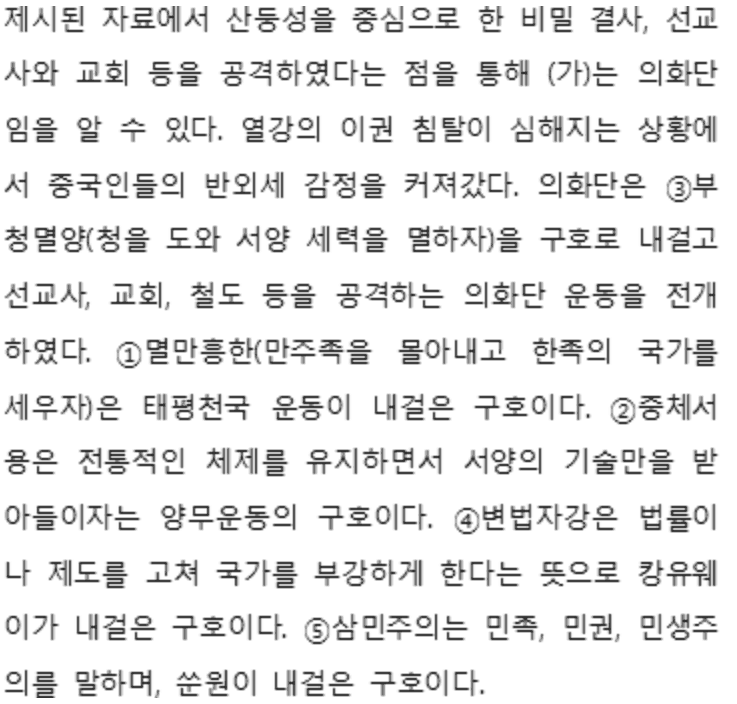 제시된 자료에서 산둥성을 중심으로 한 비밀 결사, 선교
사와 교회 등을 공격하였다는 점을 통해 (가)는 의화단
임을 알 수 있다. 열강의 이권 침탈이 심해지는 상황에
서 중국인들의 반외세 감정을 커져갔다. 의화단은 ③부
청멸양(청을 도와 서양 세력을 멸하자)을 구호로 내걸고
선교사, 교회, 철도 등을 공격하는 의화단 운동을 전개
하였다. ①멸만흥한(만주족을 몰아내고 한족의 국가를
세우자)은 태평천국 운동이 내걸은 구호이다. ②중체서
용은 전통적인 체제를 유지하면서 서양의 기술만을 받
아들이자는 양무운동의 구호이다. ④변법자강은 법률이
나 제도를 고쳐 국가를 부강하게 한다는 뜻으로 캉유웨
이가 내걸은 구호이다. ⑤삼민주의는 민족, 민권, 민생주
의를 말하며, 쑨원이 내걸은 구호이다.